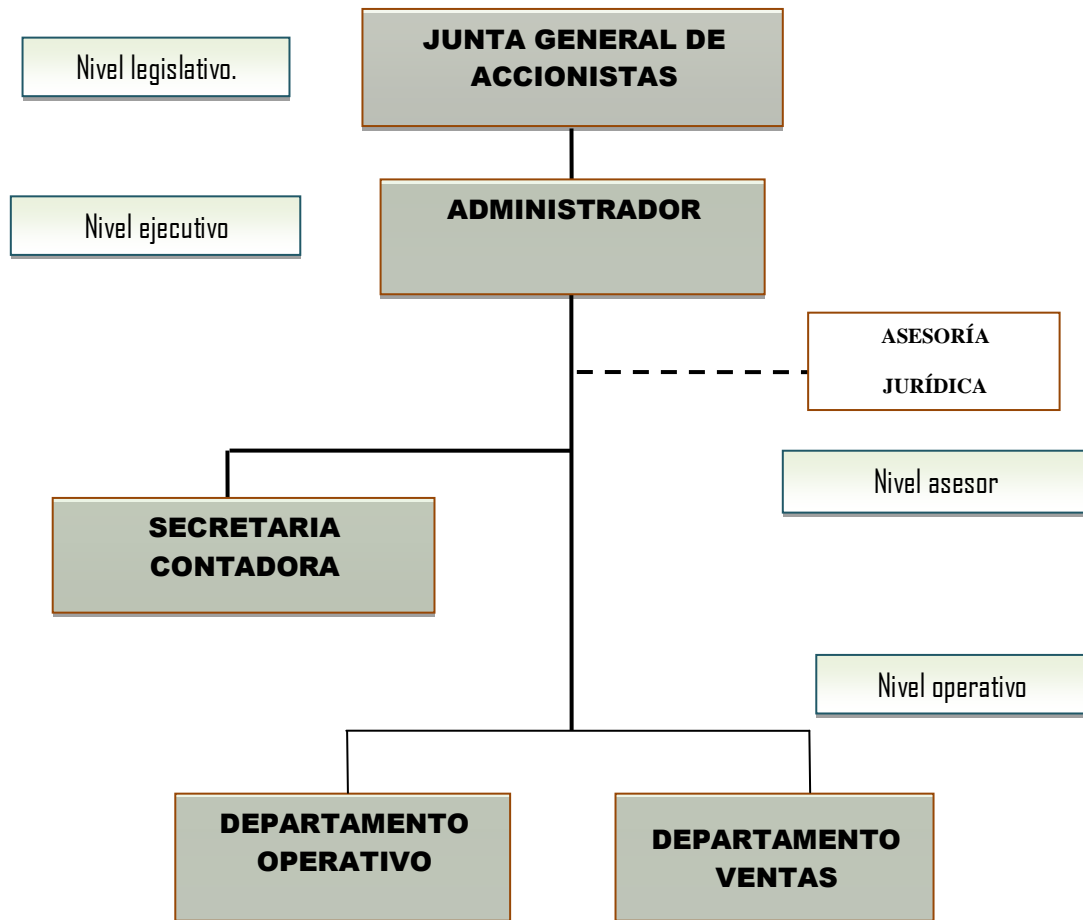 JUNTA GENERAL DE
ACCIONISTAS
Nivel legislativo.
ADMINISTRADOR
Nivel ejecutivo
ASESORÍA
JURÍDICA
Nivel asesor
SECRETARIA
CONTADORA
Nivel operativo
DEPARTAMENTO
OPERATIVO
DEPARTAMENTO
VENTAS